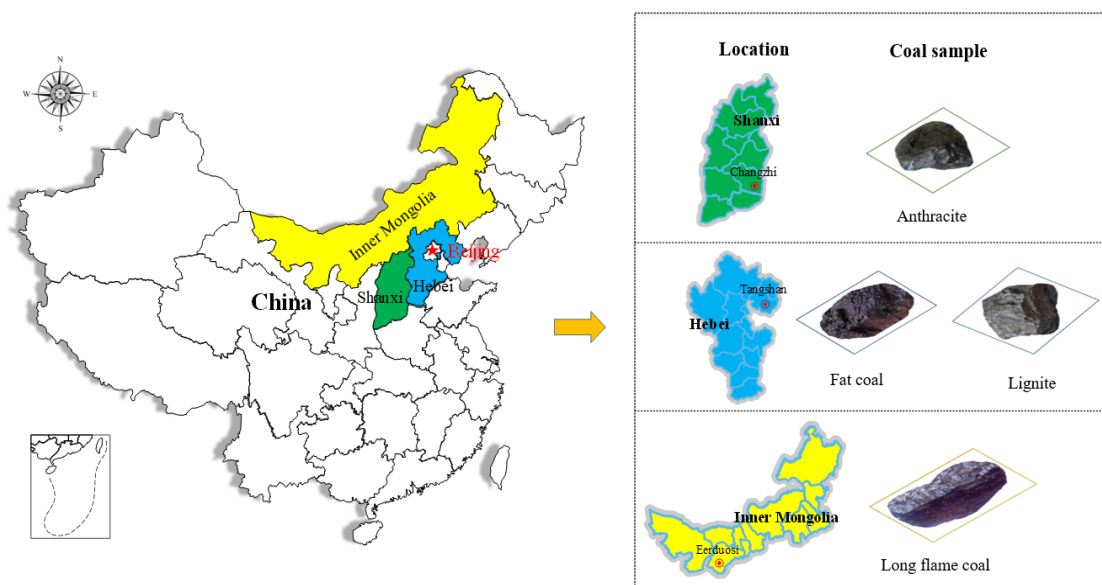 N
W
E
S
Inner Mongolia
Beijing
Hebei
Shanxi
China
Location
Coal sample
Shanxi
Changzhi
Anthracite
Tangshan
Hebei
Fat coal
Lignite
Inner Mongolia
Eerduosi
Long flame coal